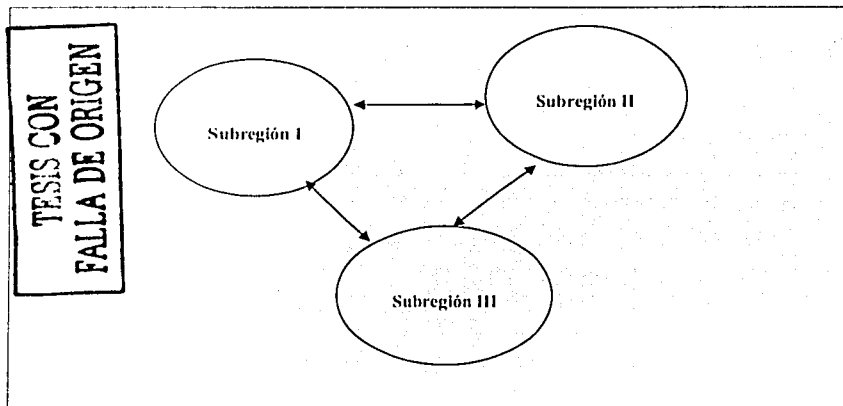 TESIS CON
FALLA DE ORIGEN
Subregión I
Subregión II
Subregión III